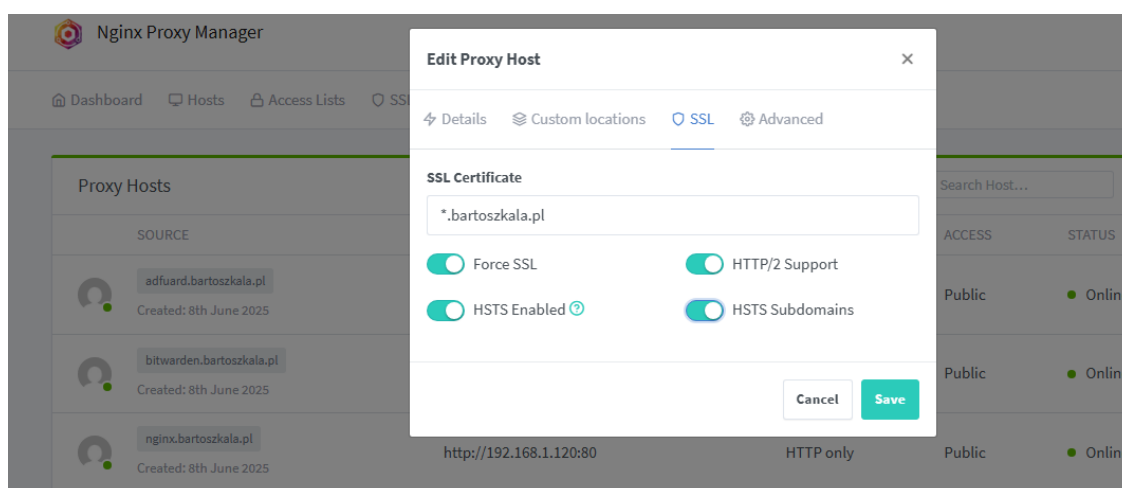 Nginx Proxy Manager
Edit Proxy Host
Dashboard Hosts Access Lists
Details Custom locations SSL Advanced
Proxy Hosts
SSL Certificate
Search Host...
*.bartoszkala.pl
SOURCE ACCESS STATUS
Force SSL HTTP/2 Support
adfuard.bartoszkala.pl
Public
Created: 8th June 2025
HSTS Enabled HSTS Subdomains
bitwarden.bartoszkala.pl
Public
Created: 8th June 2025
Cancel Save
nginx.bartoszkala.pl
http://192.168.1.120:80 HTTP only Public
Created: 8th June 2025